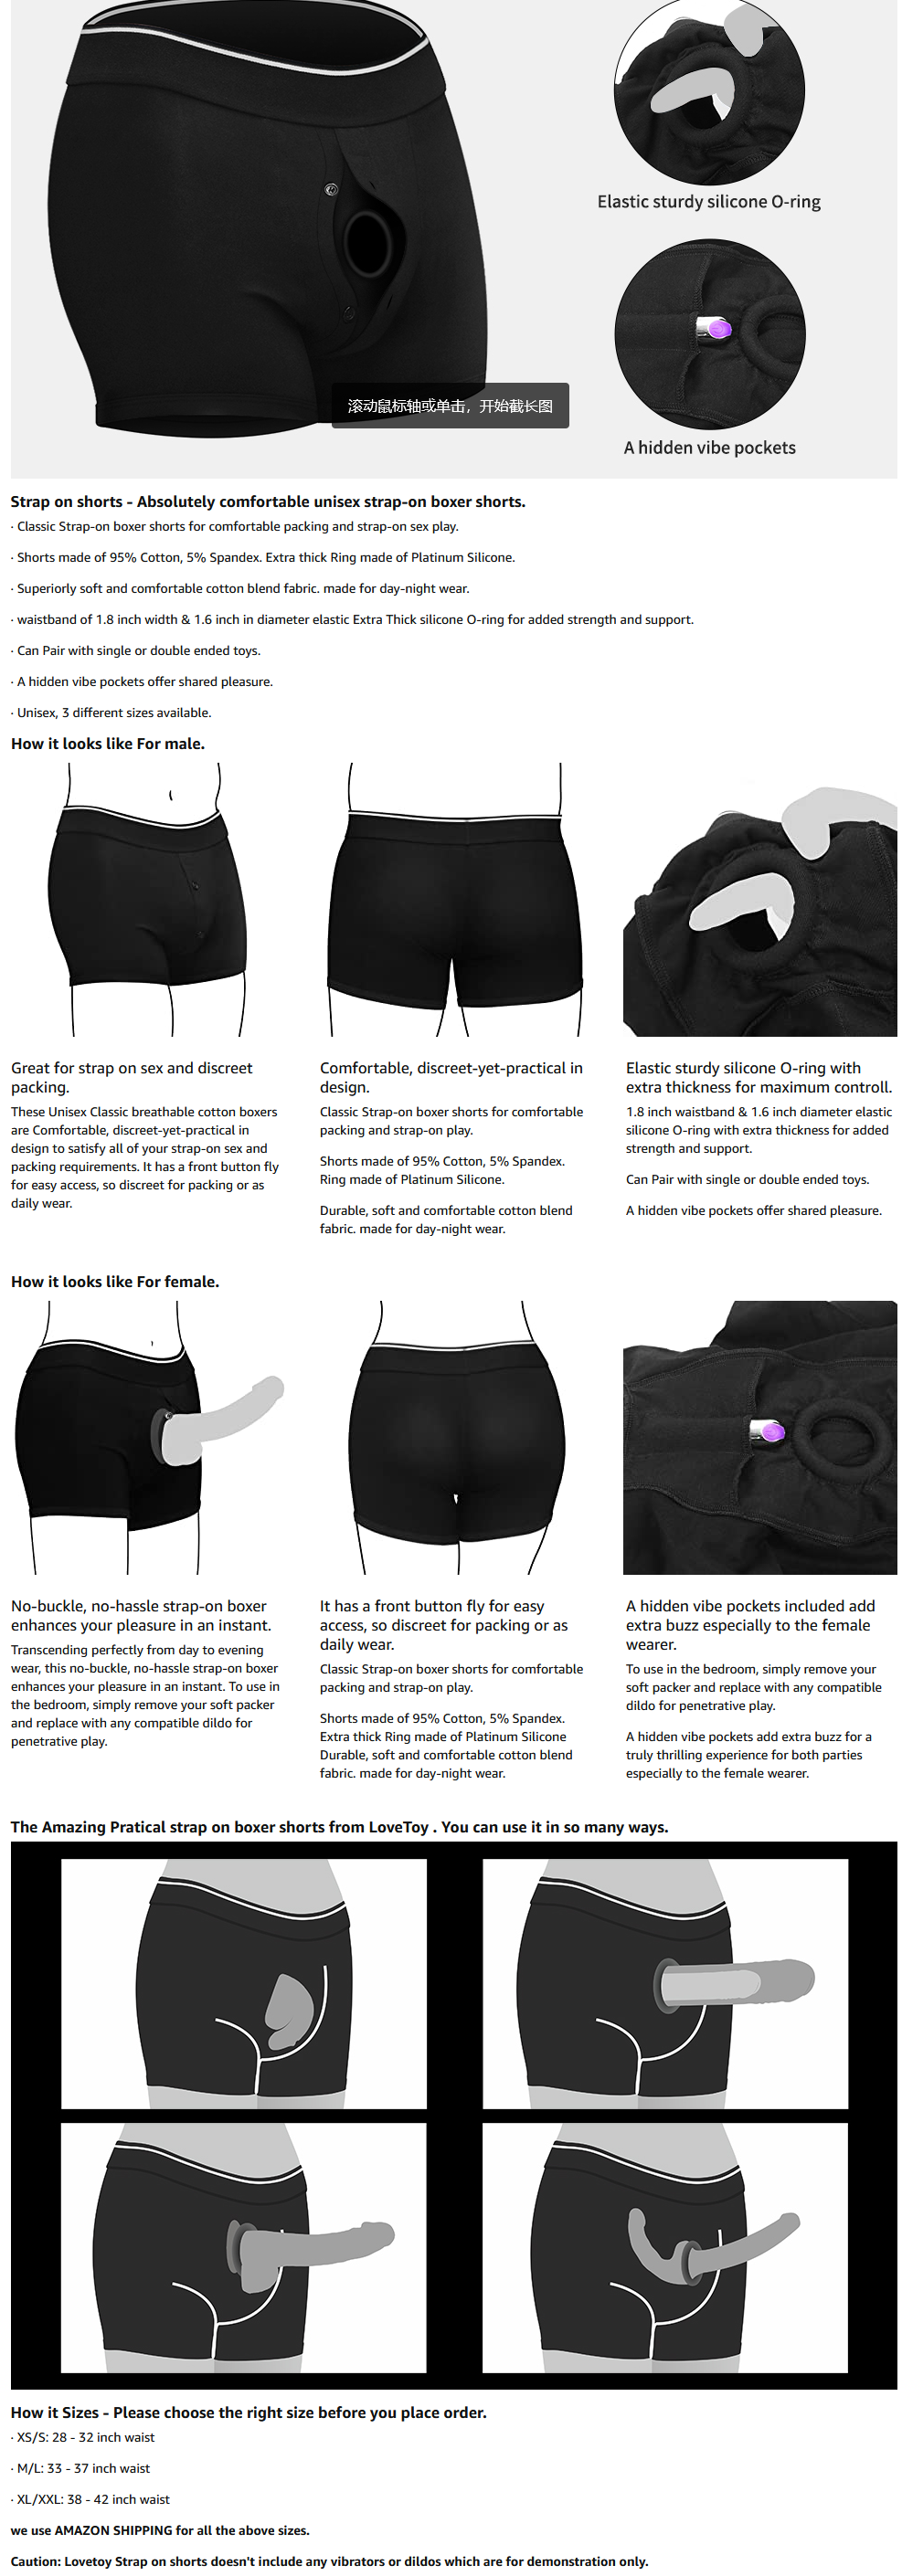 Elastic sturdy silicone O-ring
滚动鼠标轴或单击，开始截长图
A hidden vibe pockets
Strap on shorts - Absolutely comfortable unisex strap-on boxer shorts.
· Classic Strap-on boxer shorts for comfortable packing and strap-on sex play.
· Shorts made of 95% Cotton, 5% Spandex. Extra thick Ring made of Platinum Silicone.
· Superiorly soft and comfortable cotton blend fabric. made for day-night wear.
· waistband of 1.8 inch width & 1.6 inch in diameter elastic Extra Thick silicone O-ring for added strength and support.
· Can Pair with single or double ended toys.
· A hidden vibe pockets offer shared pleasure.
· Unisex, 3 different sizes available.
How it looks like For male.
Great for strap on sex and discreet
packing.
These Unisex Classic breathable cotton boxers
are Comfortable, discreet-yet-practical in
design to satisfy all of your strap-on sex and
packing requirements. It has a front button fly
for easy access, so discreet for packing or as
daily wear.
Comfortable, discreet-yet-practical in
design.
Classic Strap-on boxer shorts for comfortable
packing and strap-on play.
Shorts made of 95% Cotton, 5% Spandex.
Ring made of Platinum Silicone.
Durable, soft and comfortable cotton blend
fabric. made for day-night wear.
Elastic sturdy silicone O-ring with
extra thickness for maximum controll.
1.8 inch waistband & 1.6 inch diameter elastic
silicone O-ring with extra thickness for added
strength and support.
Can Pair with single or double ended toys.
A hidden vibe pockets offer shared pleasure.
How it looks like For female.
No-buckle, no-hassle strap-on boxer
enhances your pleasure in an instant.
Transcending perfectly from day to evening
wear, this no-buckle, no-hassle strap-on boxer
enhances your pleasure in an instant. To use in
the bedroom, simply remove your soft packer
and replace with any compatible dildo for
penetrative play.
It has a front button fly for easy
access, so discreet for packing or as
daily wear.
Classic Strap-on boxer shorts for comfortable
packing and strap-on play.
Shorts made of 95% Cotton, 5% Spandex.
Extra thick Ring made of Platinum Silicone
Durable, soft and comfortable cotton blend
fabric. made for day-night wear.
A hidden vibe pockets included add
extra buzz especially to the female
wearer.
To use in the bedroom, simply remove your
soft packer and replace with any compatible
dildo for penetrative play.
A hidden vibe pockets add extra buzz for a
truly thrilling experience for both parties
especially to the female wearer.
The Amazing Pratical strap on boxer shorts from LoveToy . You can use it in so many ways.
How it Sizes - Please choose the right size before you place order.
· XS/S: 28 - 32 inch waist
· M/L: 33 - 37 inch waist
· XL/XXL: 38 - 42 inch waist
we use AMAZON SHIPPING for all the above sizes.
Caution: Lovetoy Strap on shorts doesn't include any vibrators or dildos which are for demonstration only.